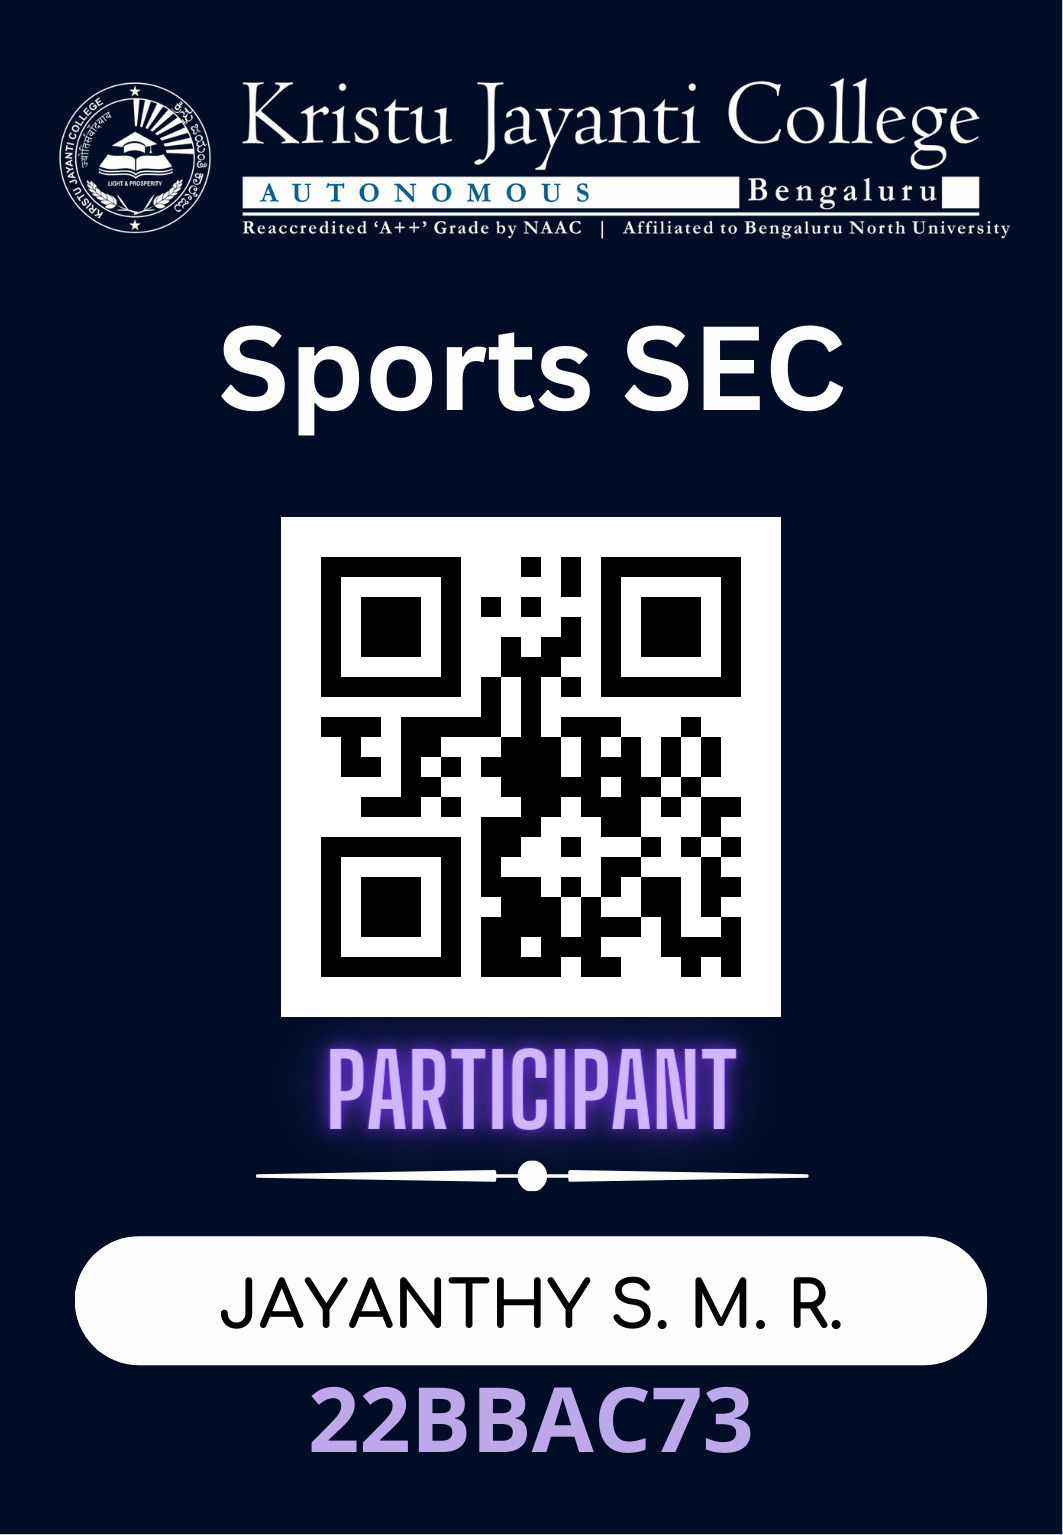 Kristu Jayanti College
AUTONOMOUS Bengaluru
Reaccredited ‘A++’ Grade by NAAC | Affiliated to Bengaluru North University
KRISTU JAYANTI COLLEGE
LIGHT & PROSPERITY
Sports SEC
PARTICIPANT
JAYANTHY S. M. R.
22BBAC73